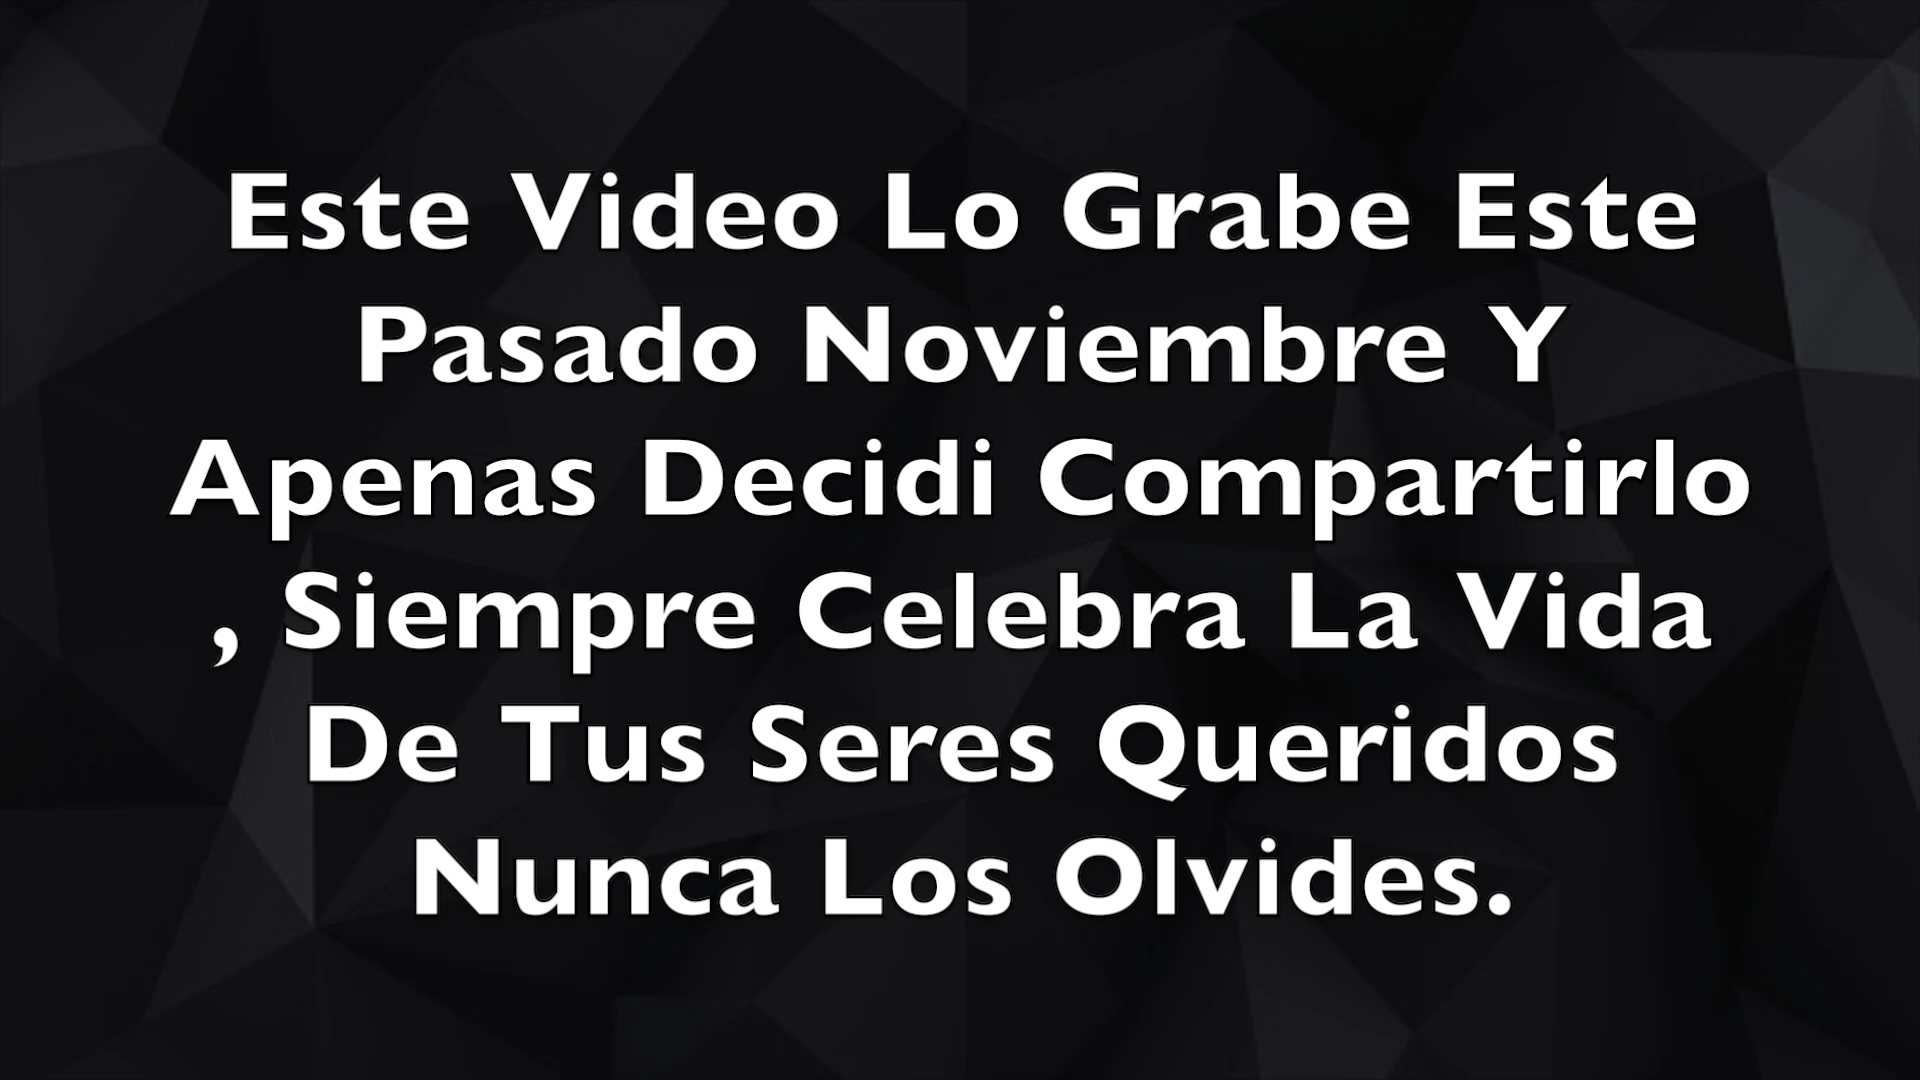 Este Video Lo Grabe Este
Pasado Noviembre Y
Apenas Decidi Compartirlo
, Siempre Celebra La Vida
De Tus Seres Queridos
Nunca Los Olvides.